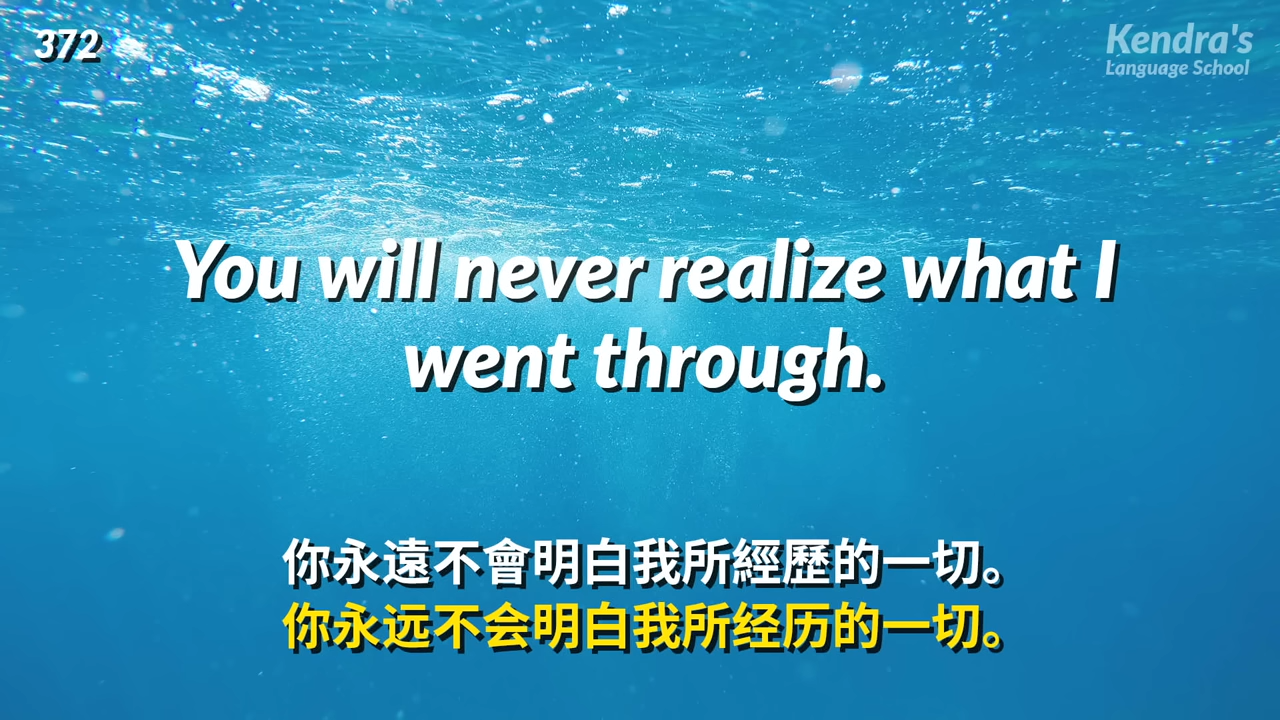 372
Kendra's
Language School
You will never realize what I
went through.
你永遠不會明白我所經歷的一切。
你永远不会明白我所经历的一切。